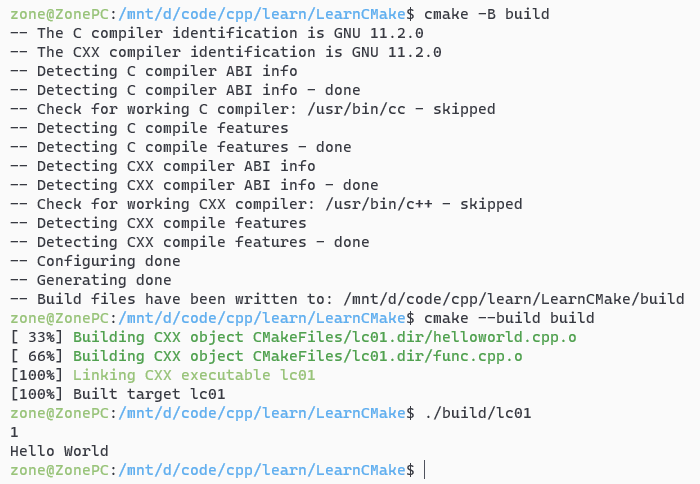 zone@ZonePC:/mnt/d/code/cpp/learn/LearnCMake$ cmake -B build
-- The C compiler identification is GNU 11.2.0
-- The CXX compiler identification is GNU 11.2.0
-- Detecting C compiler ABI info
-- Detecting C compiler ABI info - done
-- Check for working C compiler: /usr/bin/cc - skipped
-- Detecting C compile features
-- Detecting C compile features - done
-- Detecting CXX compiler ABI info
-- Detecting CXX compiler ABI info - done
-- Check for working CXX compiler: /usr/bin/c++ - skipped
-- Detecting CXX compile features
-- Detecting CXX compile features - done
-- Configuring done
-- Generating done
-- Build files have been written to: /mnt/d/code/cpp/learn/LearnCMake/build
zone@ZonePC:/mnt/d/code/cpp/learn/LearnCMake$ cmake --build build
[ 33%] Building CXX object CMakeFiles/lc01.dir/helloworld.cpp.o
[ 66%] Building CXX object CMakeFiles/lc01.dir/func.cpp.o
[100%] Linking CXX executable lc01
[100%] Built target lc01
zone@ZonePC:/mnt/d/code/cpp/learn/LearnCMake$ ./build/lc01
1
Hello World
zone@ZonePC:/mnt/d/code/cpp/learn/LearnCMake$